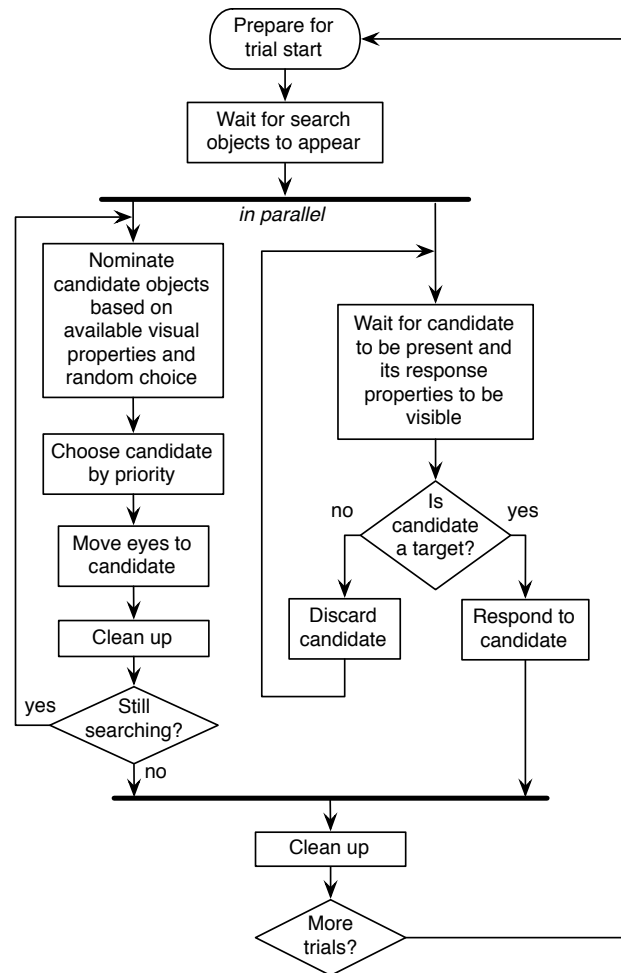 Prepare for
trial start
Wait for search
objects to appear
in parallel
Nominate
candidate objects
based on
available visual
properties and
random choice
Choose candidate
by priority
Move eyes to
candidate
Clean up
Still
searching?
yes
no
Wait for candidate
to be present and
its response
properties to be
visible
Is
candidate
a target?
no
yes
Discard
candidate
Respond to
candidate
Clean up
More
trials?